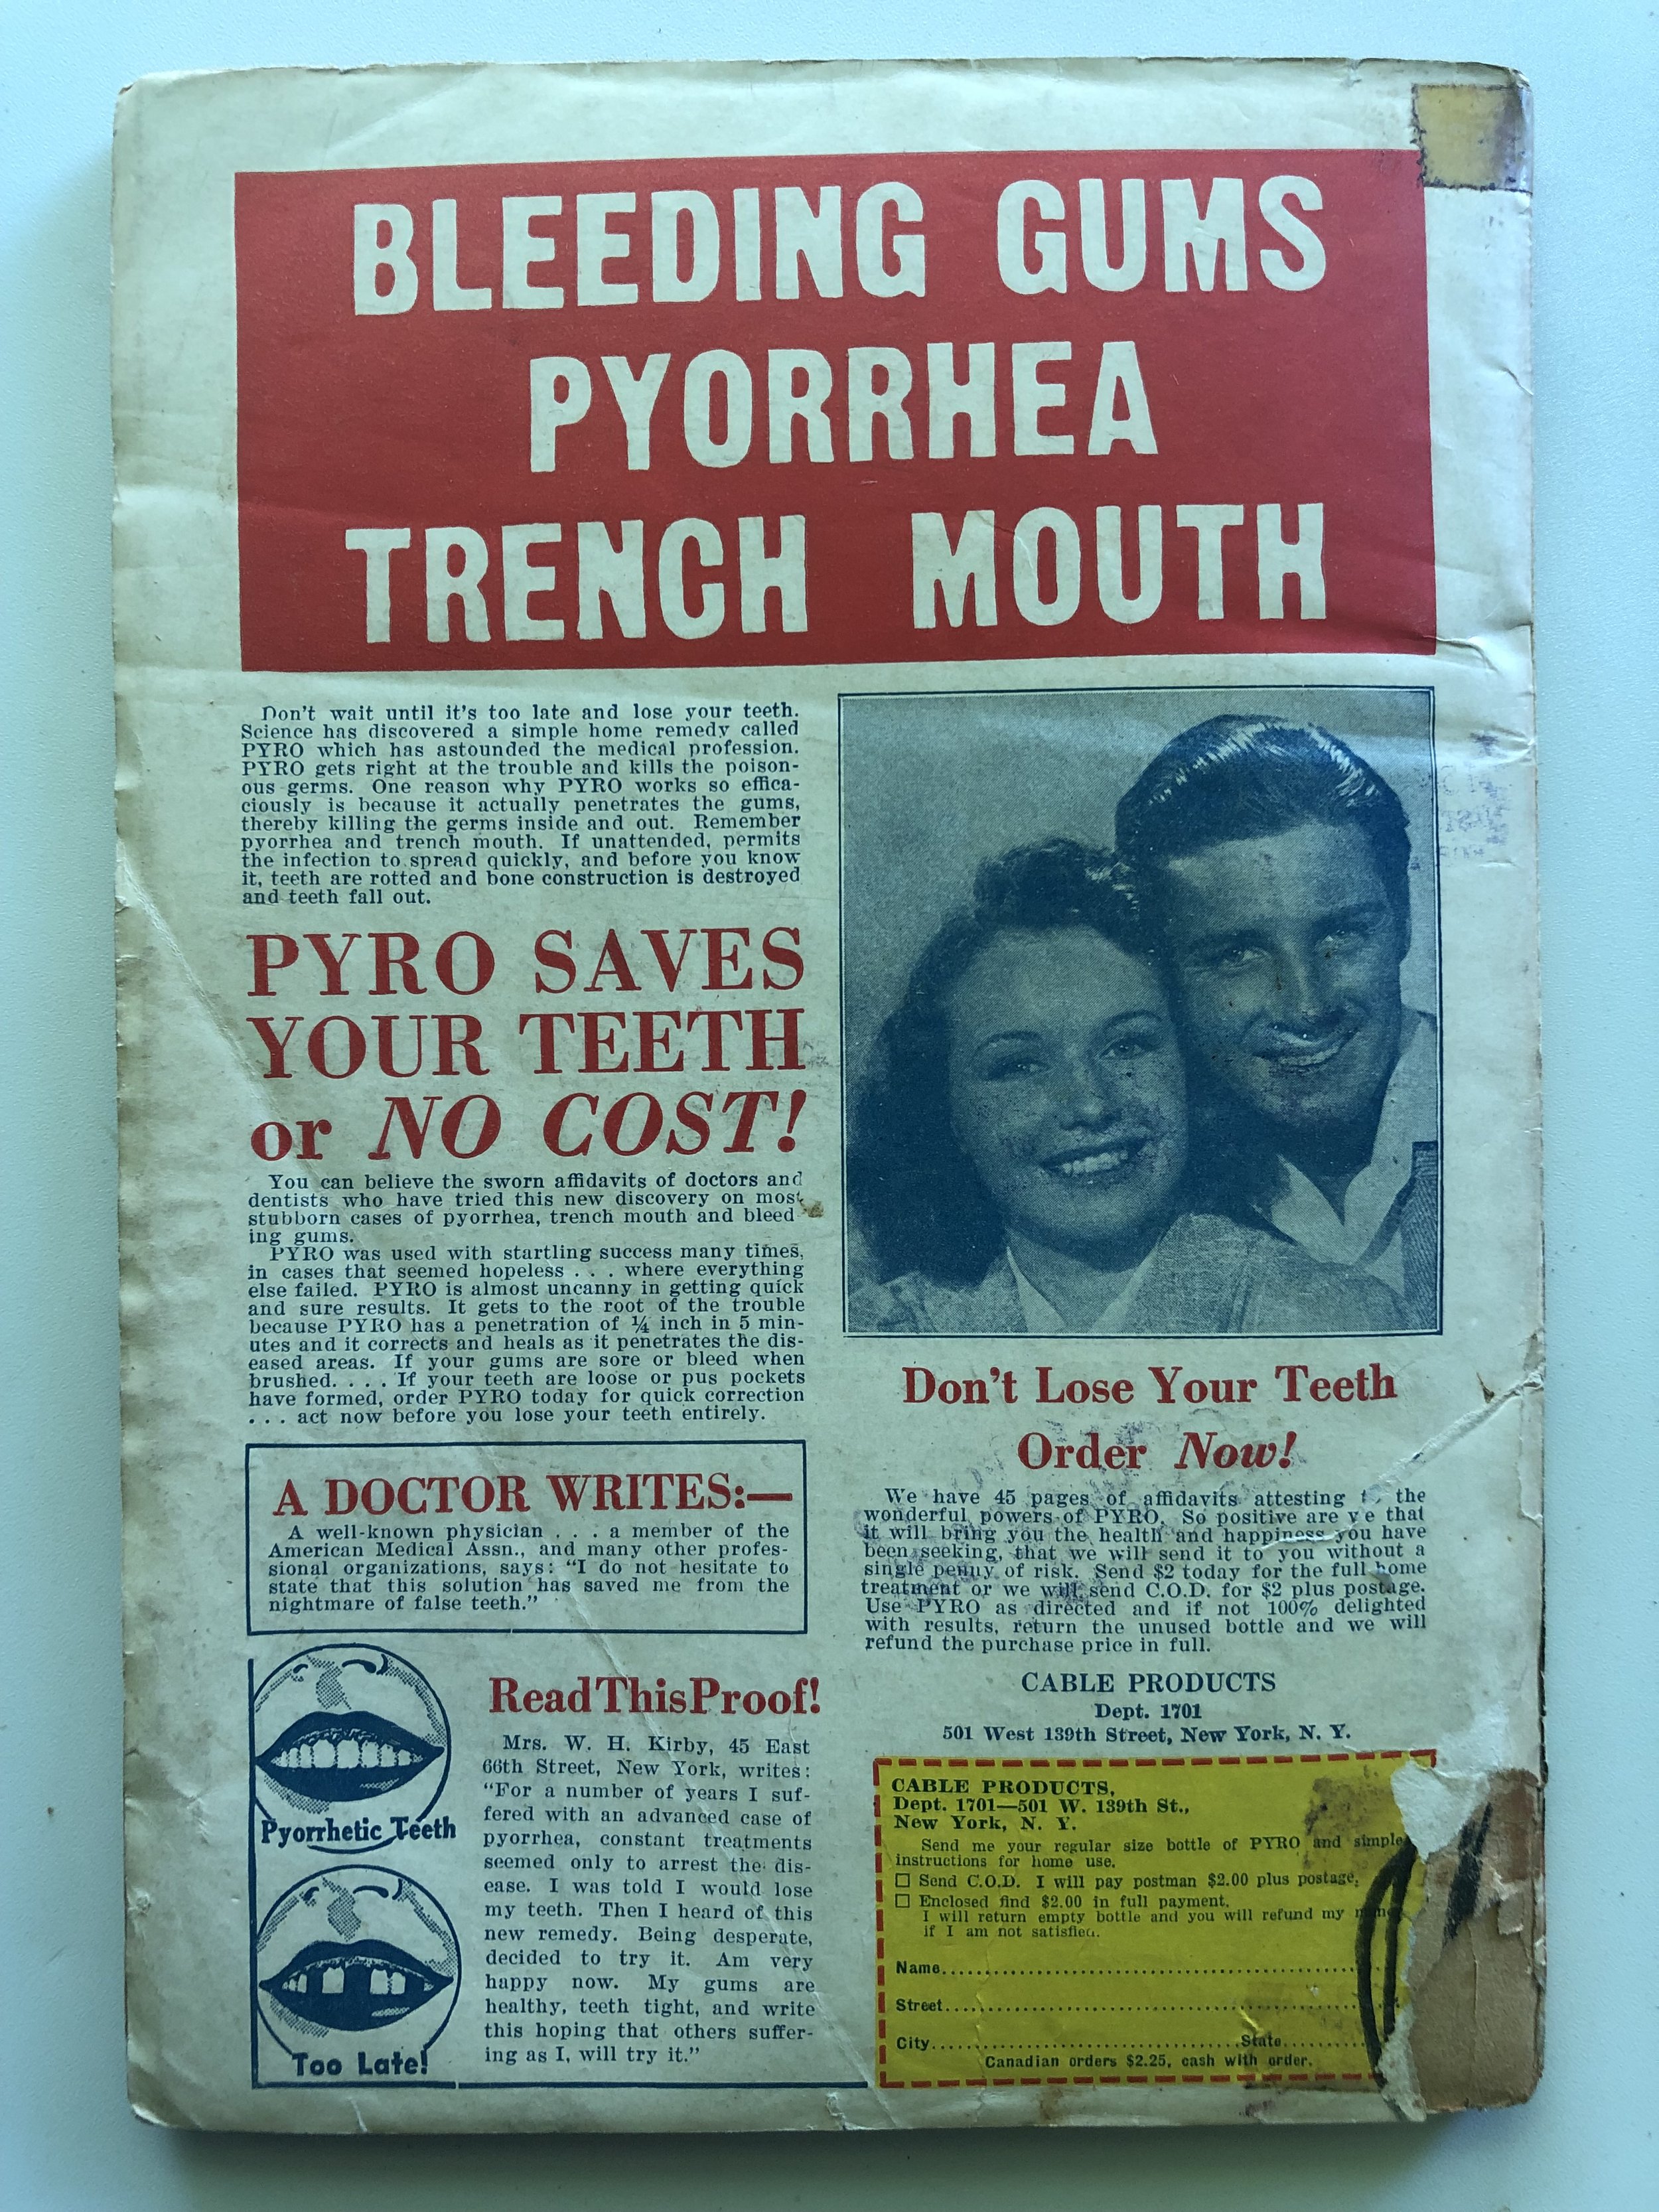 BLEEDING GUMS
PYORRHEA
TRENCH MOUTH
Don't wait until it's too late and lose your teeth.
Science has discovered a simple home remedy called
PYRO which has astounded the medical profession.
PYRO gets right at the trouble and kills the poison-
ous germs. One reason why PYRO works so effica-
ciously is because it actually penetrates the gums,
thereby killing the germs inside and out. Remember
pyorrhea and trench mouth. If unattended, permits
the infection to spread quickly, and before you know
it, teeth are rotted and bone construction is destroyed
and teeth fall out.
PYRO SAVES
YOUR TEETH
or NO COST!
You can believe the sworn affidavits of doctors and
dentists who have tried this new discovery on most
stubborn cases of pyorrhea, trench mouth and bleed
ing gums.
PYRO was used with startling success many times,
in cases that seemed hopeless . . . where everything
else failed. PYRO is almost uncanny in getting quick
and sure results. It gets to the root of the trouble
because PYRO has a penetration of ¼ inch in 5 min-
utes and it corrects and heals as it penetrates the dis-
eased areas. If your gums are sore or bleed when
brushed. . . . If your teeth are loose or pus pockets
have formed, order PYRO today for quick correction
. . . act now before you lose your teeth entirely.
A DOCTOR WRITES:—
A well-known physician . . . a member of the
American Medical Assn., and many other profes-
sional organizations, says: "I do not hesitate to
state that this solution has saved me from the
nightmare of false teeth."
Pyorrhetic Teeth
Too Late!
Read This Proof!
Mrs. W. H. Kirby, 45 East
66th Street, New York, writes:
"For a number of years I suf-
fered with an advanced case of
pyorrhea, constant treatments
seemed only to arrest the dis-
ease. I was told I would lose
my teeth. Then I heard of this
new remedy. Being desperate,
decided to try it. Am very
happy now. My gums are
healthy, teeth tight, and write
this hoping that others suffer-
ing as I, will try it."
Don't Lose Your Teeth
Order Now!
We have 45 pages of affidavits attesting the
wonderful powers of PYRO. So positive are we that
it will bring you the health and happiness you have
been seeking, that we will send it to you without a
single penny of risk. Send $2 today for the full home
treatment or we will send C.O.D. for $2 plus postage.
Use PYRO as directed and if not 100% delighted
with results, return the unused bottle and we will
refund the purchase price in full.
CABLE PRODUCTS
Dept. 1701
501 West 139th Street, New York, N. Y.
CABLE PRODUCTS,
Dept. 1701—501 W. 139th St.,
New York, N. Y.
Send me your regular size bottle of PYRO and simple
instructions for home use.
☐ Send C.O.D. I will pay postman $2.00 plus postage.
☐ Enclosed find $2.00 in full payment.
I will return empty bottle and you will refund my money
if I am not satisfied.
Name
Street
City State
Canadian orders $2.25, cash with order.